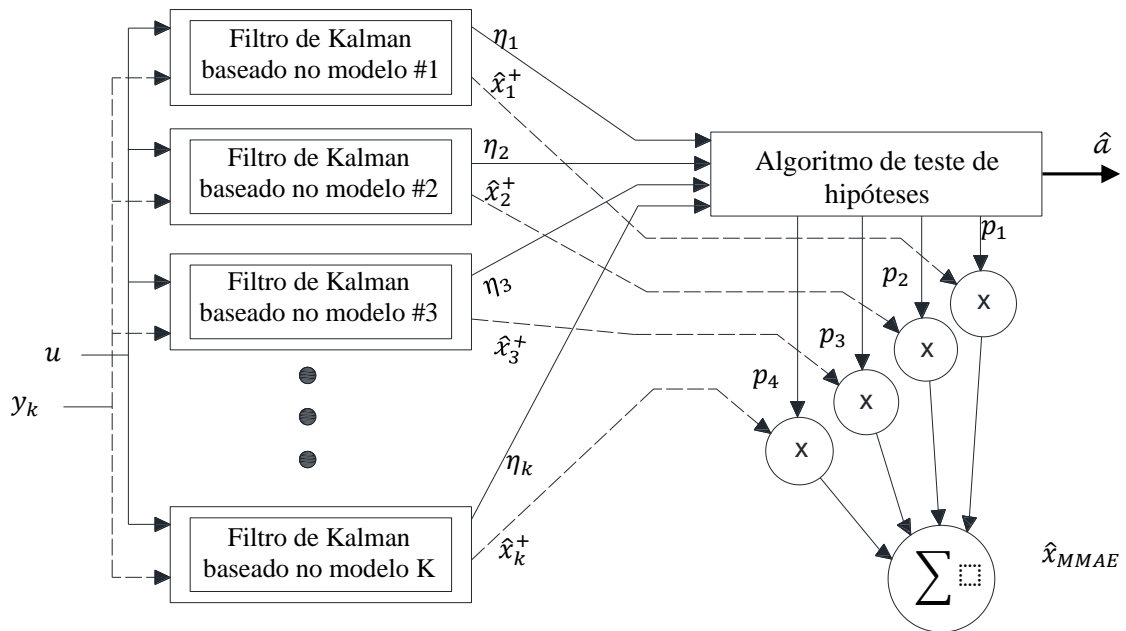 Filtro de Kalman
baseado no modelo #1
η₁
x̂₁⁺
Filtro de Kalman
baseado no modelo #2
η₂
x̂₂⁺
Filtro de Kalman
baseado no modelo #3
η₃
x̂₃⁺
Filtro de Kalman
baseado no modelo K
ηₖ
x̂ₖ⁺
u
yₖ
Algoritmo de teste de
hipóteses
â
p₁
p₂
p₃
p₄
x
x
x
x
∑
x̂_MMAE